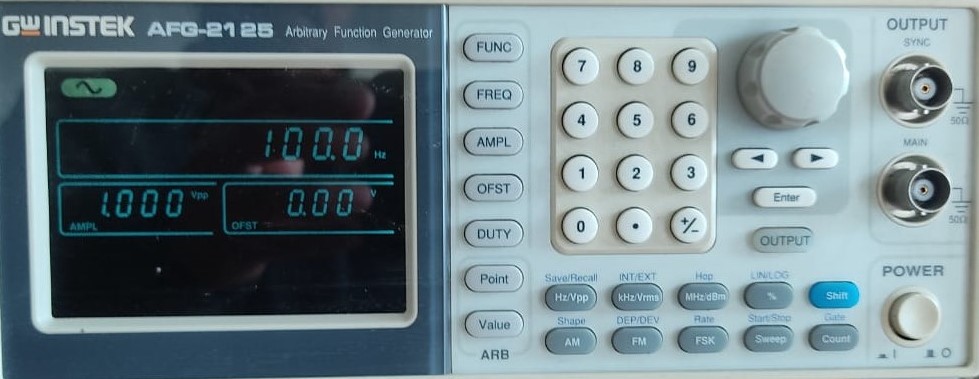 GW INSTEK AFG-2125 Arbitrary Function Generator
100.0 Hz
1.000 Vpp
AMPL
0.00 V
OFST
FUNC
FREQ
AMPL
OFST
DUTY
Point
Value
ARB
7 8 9
4 5 6
1 2 3
0 • +/-
◄ ►
Enter
OUTPUT
Save/Recall INT/EXT Hop LIN/LOG
Hz/Vpp kHz/Vrms MHz/dBm % Shift
Shape DEP/DEV Rate Start/Stop Gate
AM FM FSK Sweep Count
OUTPUT
SYNC
50Ω
MAIN
50Ω
POWER
I O